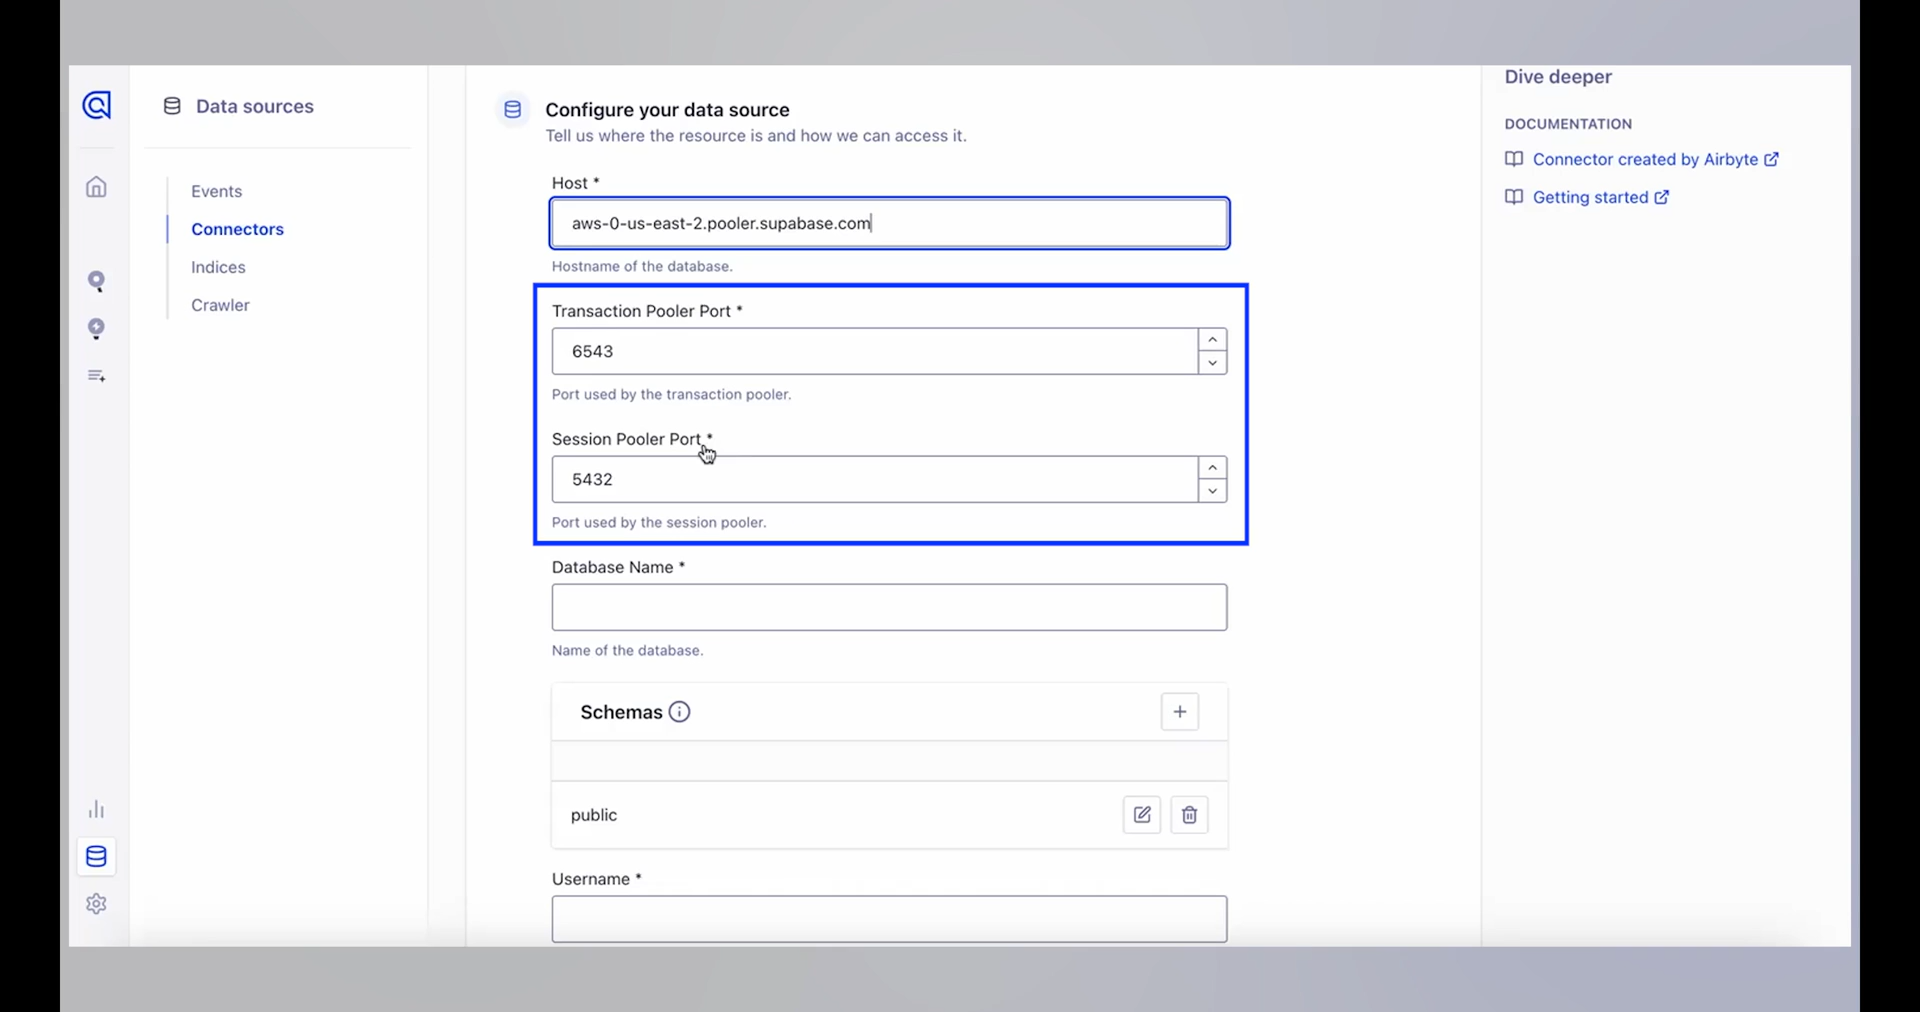 Data sources
Events
Connectors
Indices
Crawler
Configure your data source
Tell us where the resource is and how we can access it.
Host *
aws-0-us-east-2.pooler.supabase.com
Hostname of the database.
Transaction Pooler Port *
6543
Port used by the transaction pooler.
Session Pooler Port *
5432
Port used by the session pooler.
Database Name *
Name of the database.
Schemas
public
Username *
Dive deeper
DOCUMENTATION
Connector created by Airbyte
Getting started